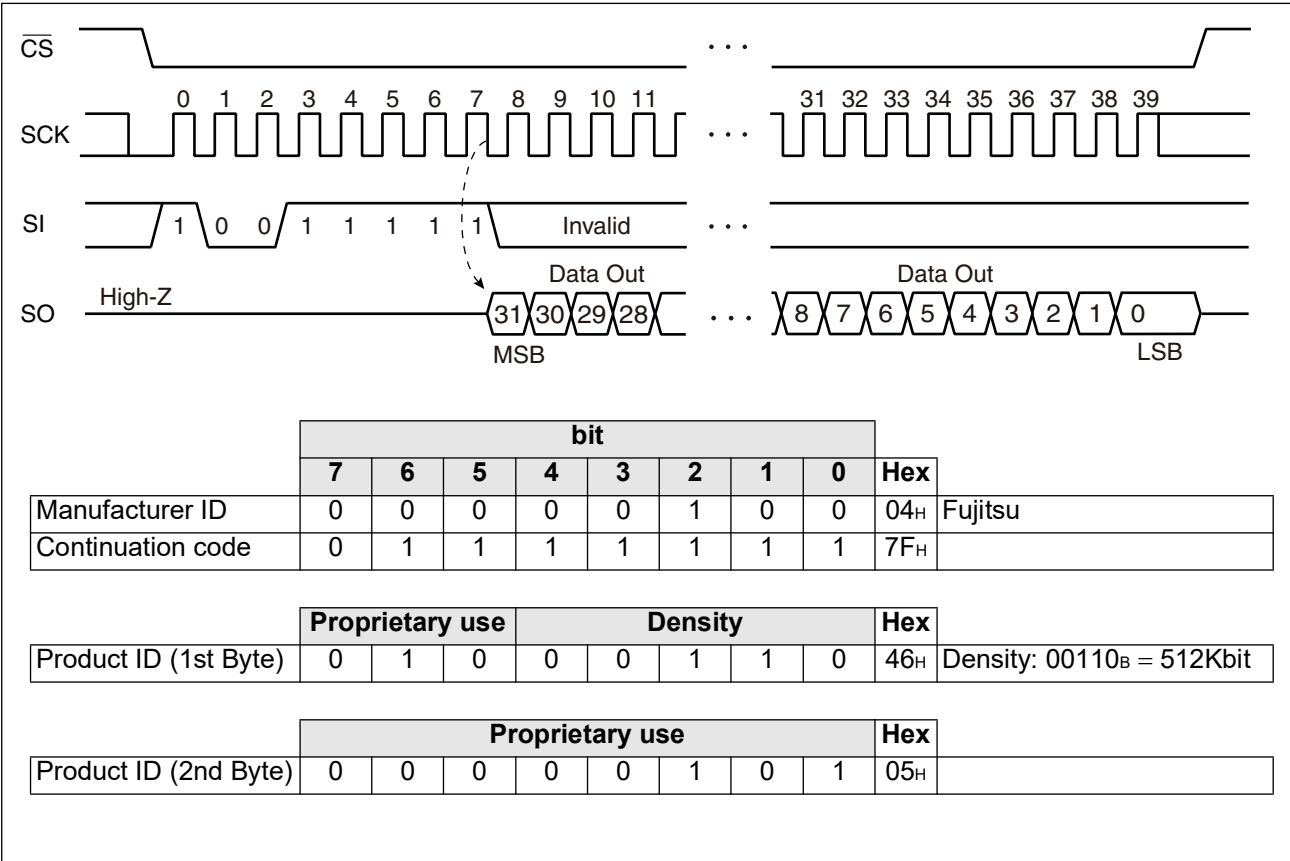 CS
• • •
0 1 2 3 4 5 6 7 8 9 10 11 31 32 33 34 35 36 37 38 39
SCK • • •
SI 1 0 0 1 1 1 1 1 Invalid • • •
Data Out Data Out
High-Z
SO 31 30 29 28 • • • 8 7 6 5 4 3 2 1 0
MSB LSB
bit
7 6 5 4 3 2 1 0 Hex
Manufacturer ID 0 0 0 0 0 1 0 0 04H Fujitsu
Continuation code 0 1 1 1 1 1 1 1 7FH
Proprietary use Density Hex
Product ID (1st Byte) 0 1 0 0 0 1 1 0 46H Density: 00110B = 512Kbit
Proprietary use Hex
Product ID (2nd Byte) 0 0 0 0 0 1 0 1 05H